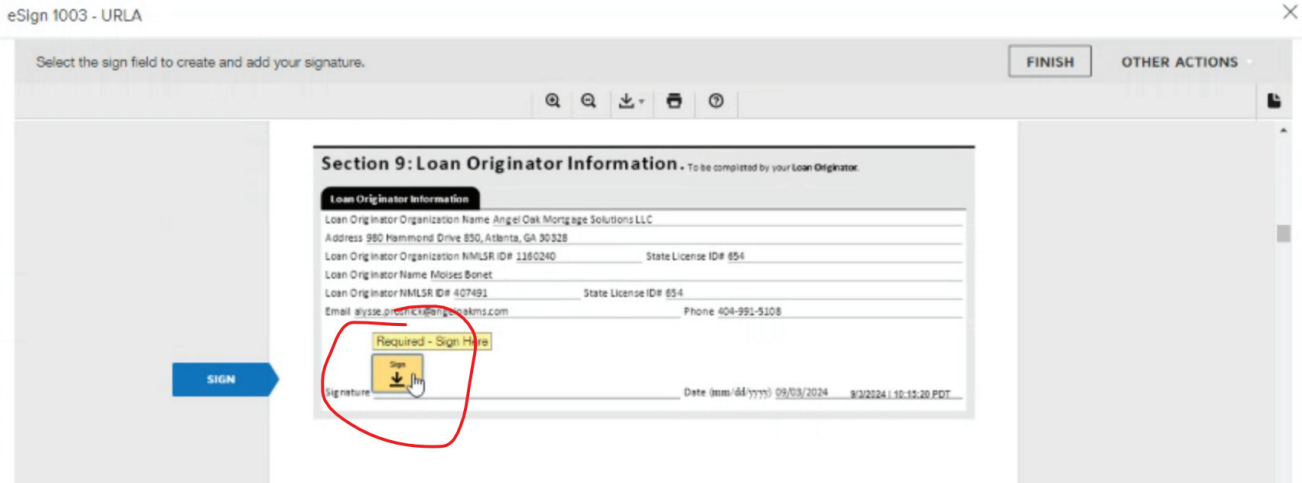 eSign 1003 - URLA
Select the sign field to create and add your signature.
FINISH
OTHER ACTIONS
Section 9: Loan Originator Information. To be completed by your Loan Originator.
Loan Originator Information
Loan Originator Organization Name Angel Oak Mortgage Solutions LLC
Address 980 Hammond Drive 850, Atlanta, GA 30328
Loan Originator Organization NMLSR ID# 1160240 State License ID# 654
Loan Originator Name Moises Bonet
Loan Originator NMLSR ID# 407491 State License ID# 654
Email alysse.prosnick@angeloakms.com Phone 404-991-5108
Required - Sign Here
Sign
SIGN
Signature Date (mm/dd/yyyy) 09/03/2024 9/3/2024 | 10:15:20 PDT